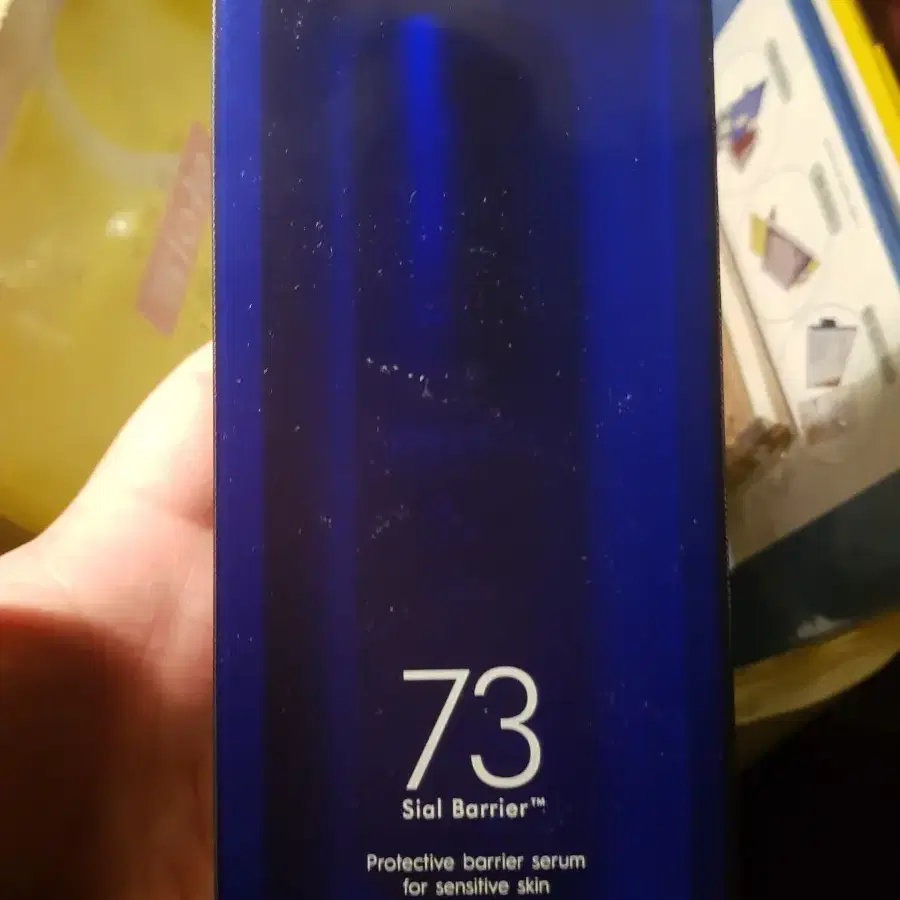 73
Sial Barrier™
Protective barrier serum
for sensitive skin